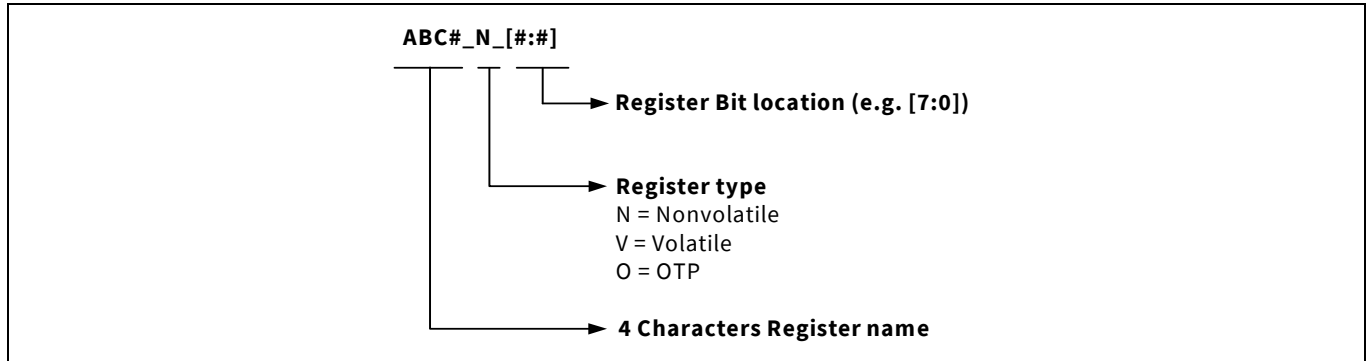 ABC#_N_[#:#]
Register Bit location (e.g. [7:0])
Register type
N = Nonvolatile
V = Volatile
O = OTP
4 Characters Register name